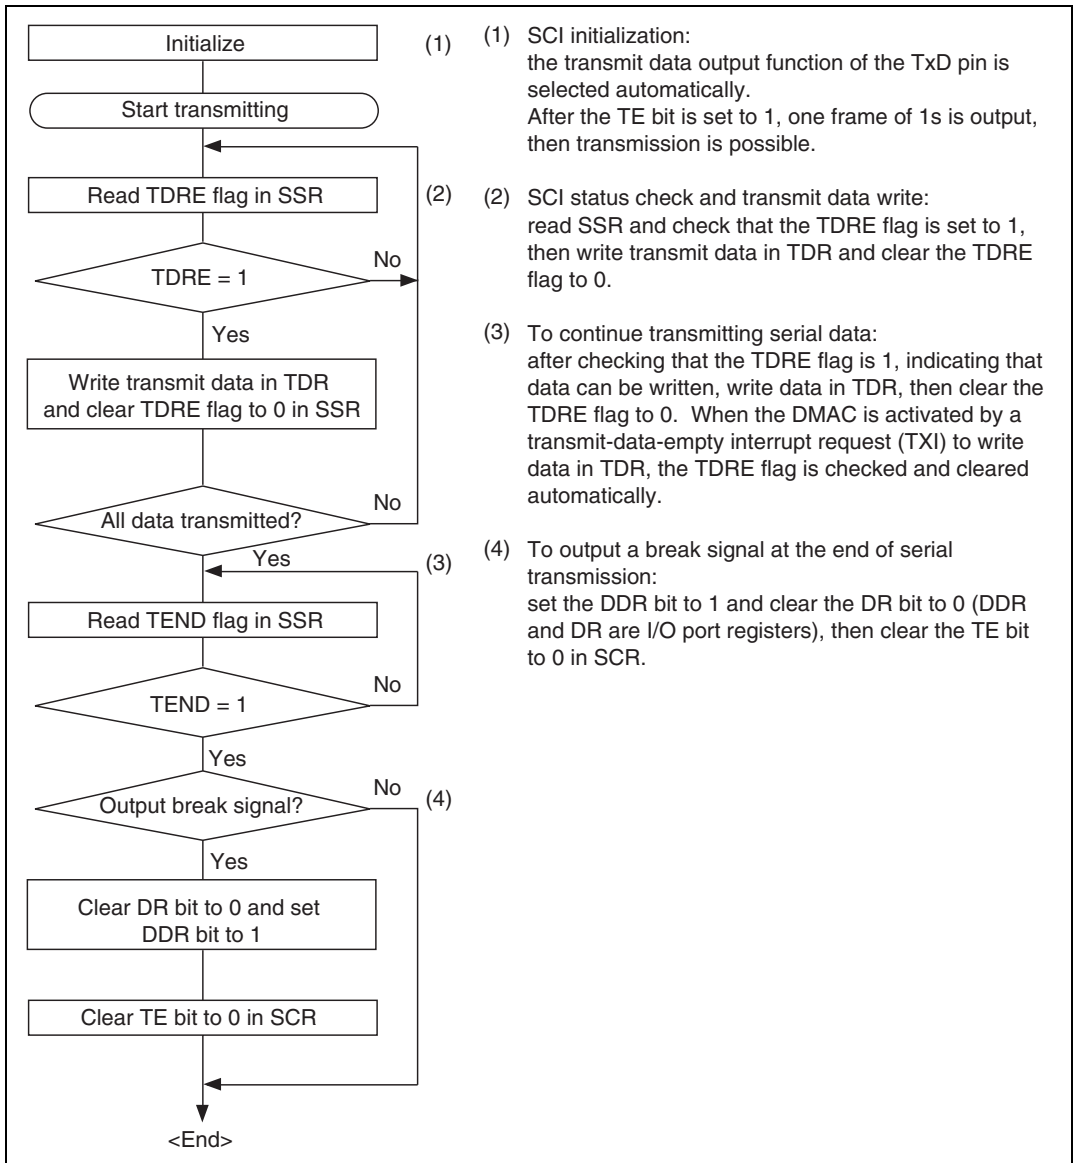 Initialize
(1)
Start transmitting
Read TDRE flag in SSR
(2)
TDRE = 1
No
Yes
Write transmit data in TDR
and clear TDRE flag to 0 in SSR
All data transmitted?
No
Yes
(3)
Read TEND flag in SSR
TEND = 1
No
Yes
Output break signal?
No
(4)
Yes
Clear DR bit to 0 and set
DDR bit to 1
Clear TE bit to 0 in SCR
<End>
(1) SCI initialization:
the transmit data output function of the TxD pin is
selected automatically.
After the TE bit is set to 1, one frame of 1s is output,
then transmission is possible.
(2) SCI status check and transmit data write:
read SSR and check that the TDRE flag is set to 1,
then write transmit data in TDR and clear the TDRE
flag to 0.
(3) To continue transmitting serial data:
after checking that the TDRE flag is 1, indicating that
data can be written, write data in TDR, then clear the
TDRE flag to 0. When the DMAC is activated by a
transmit-data-empty interrupt request (TXI) to write
data in TDR, the TDRE flag is checked and cleared
automatically.
(4) To output a break signal at the end of serial
transmission:
set the DDR bit to 1 and clear the DR bit to 0 (DDR
and DR are I/O port registers), then clear the TE bit
to 0 in SCR.